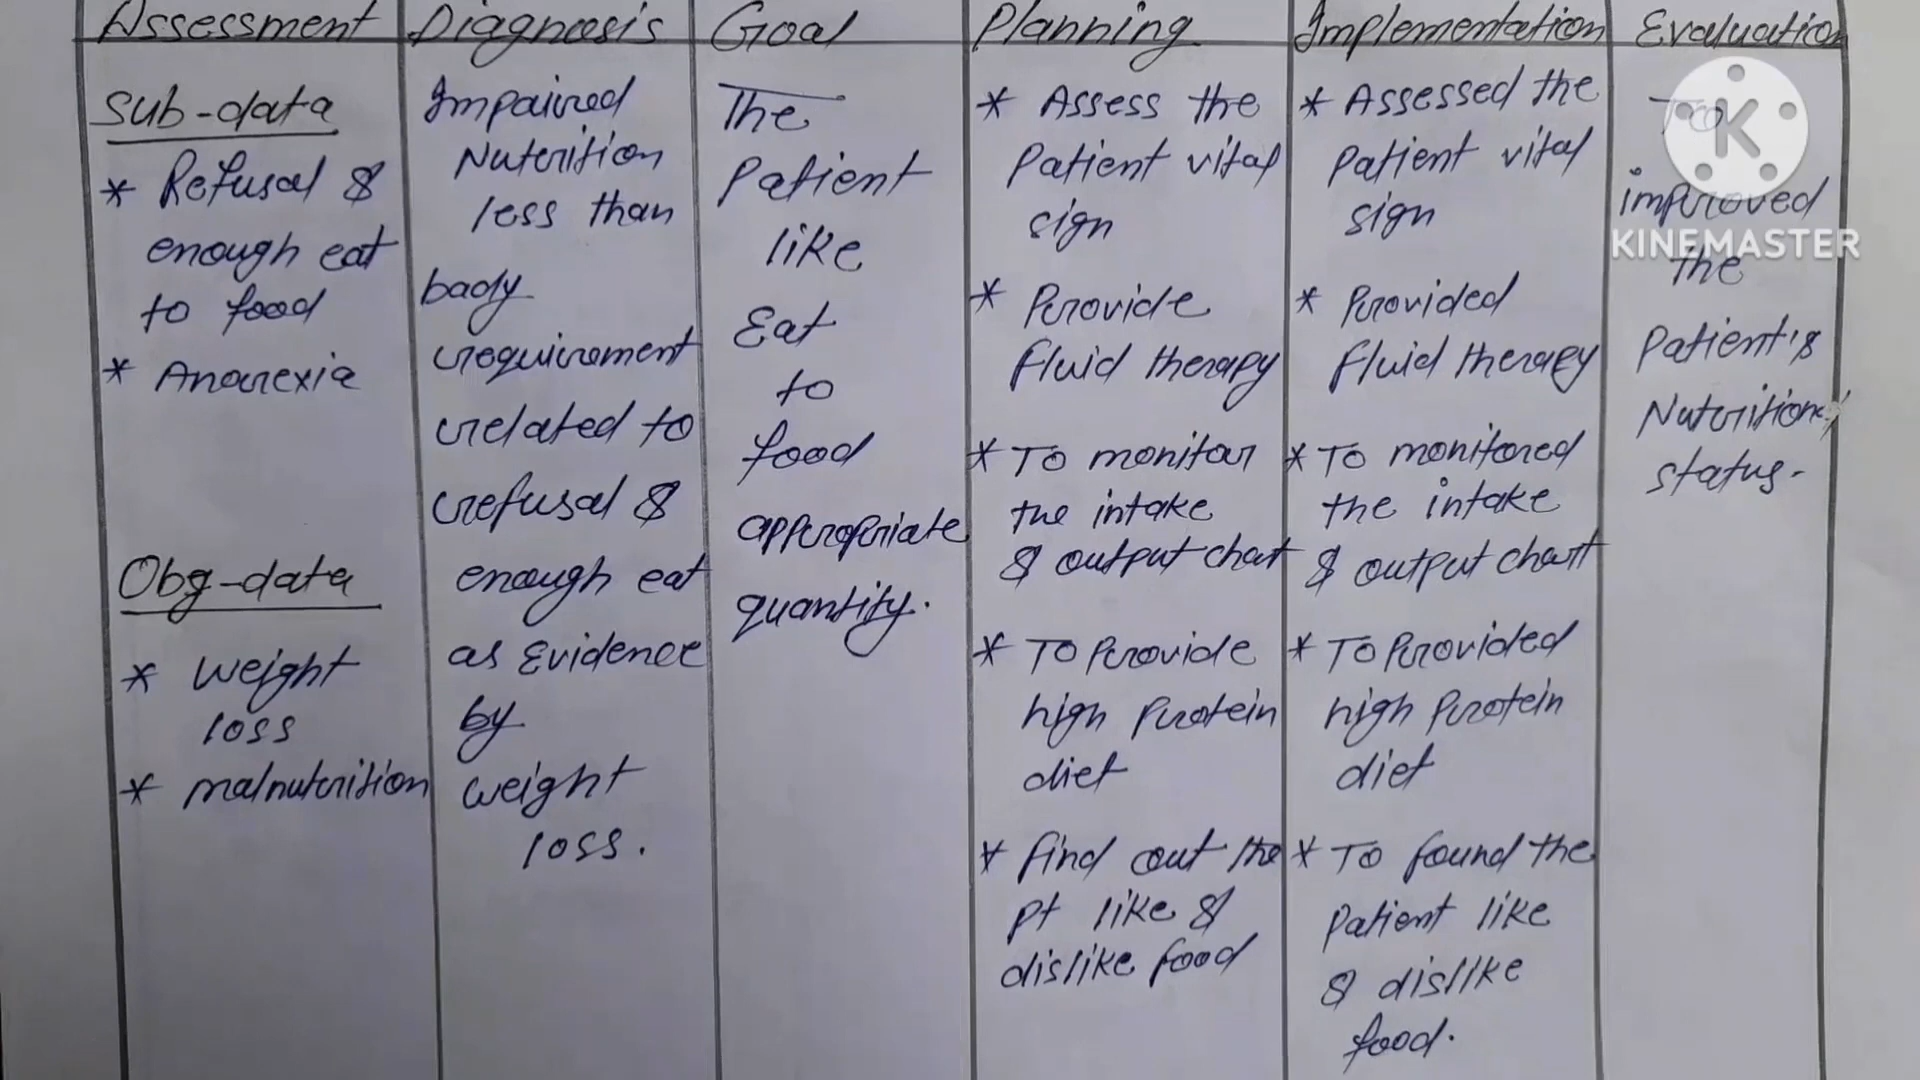 Assessment
Diagnosis
Goal
Planning
Implementation
Evaluation
Sub-data
* Refusal &
enough eat
to food
* Anorexia
Obg-data
* weight
loss
* malnutrition
Impaired
Nutrition
less than
bady
requirement
related to
refusal &
enough eat
as Evidence
by
weight
loss.
The
Patient
like
Eat
to
food
appropriate
quantity.
* Assess the
Patient vital
sign
* Provide
fluid therapy
* To monitor
the intake
& output chart
* To Provide
high Protein
diet
* find out the
pt like &
dislike food
* Assessed the
Patient vital
sign
* Provided
fluid therapy
* To monitored
the intake
& output chart
* To Provided
high Protein
diet
* To found the
Patient like
& dislike
food.
To
improved
the
Patient's
Nutrition
status-
K
KINEMASTER